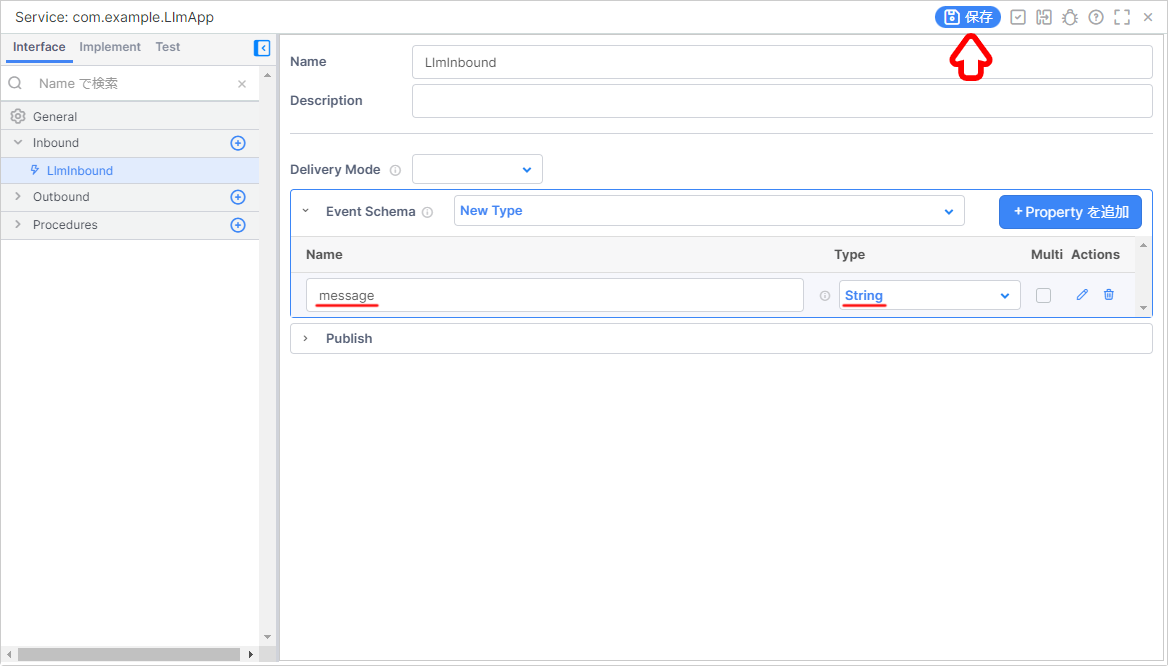 Service: com.example.LlmApp
保存
Interface Implement Test
Name で検索
General
Inbound
LlmInbound
Outbound
Procedures
Name LlmInbound
Description
Delivery Mode
Event Schema New Type + Property を追加
Name Type Multi Actions
message String
Publish